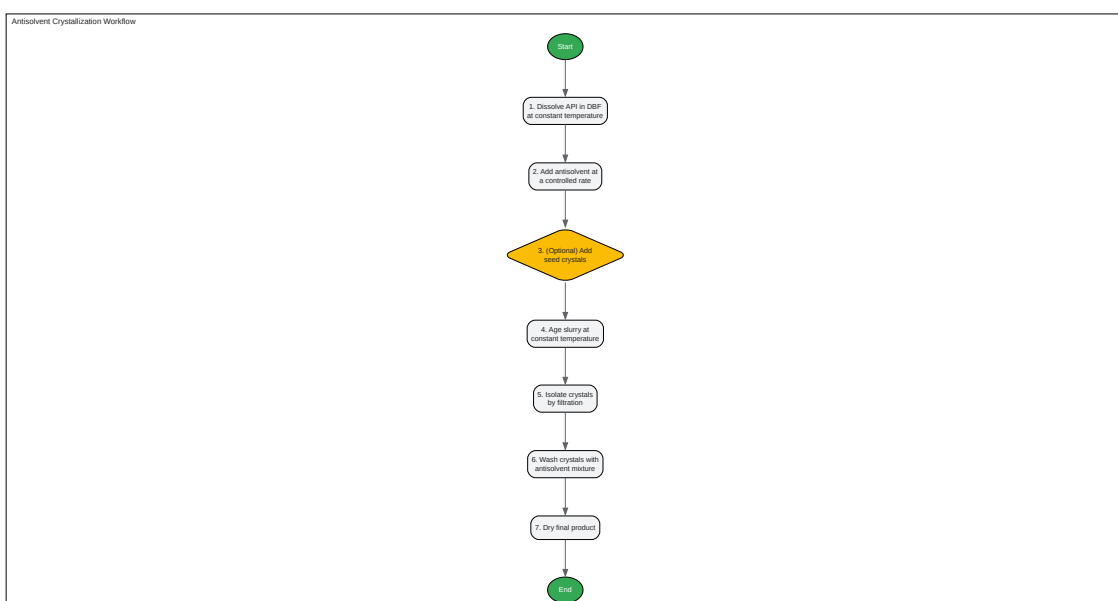 Antisolvent Crystallization Workflow
Start
1. Dissolve API in DBF
at constant temperature
2. Add antisolvent at
a controlled rate
3. (Optional) Add
seed crystals
4. Age slurry at
constant temperature
5. Isolate crystals
by filtration
6. Wash crystals with
antisolvent mixture
7. Dry final product
End